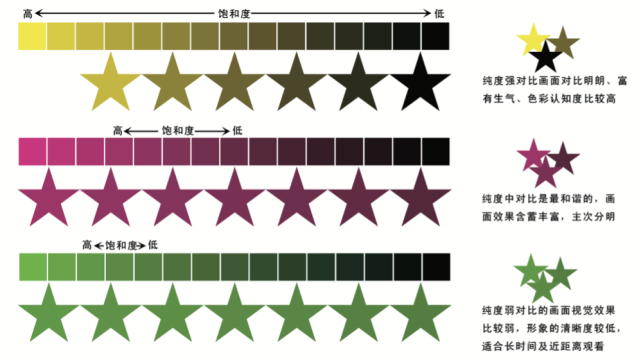 高 饱和度 低
纯度强对比画面对比明朗、富
有生气、色彩认知度比较高
高 饱和度 低
纯度中对比是最和谐的，画
面效果含蓄丰富，主次分明
高 饱和度 低
纯度弱对比的画面视觉效果
比较弱，形象的清晰度较低，
适合长时间及近距离观看